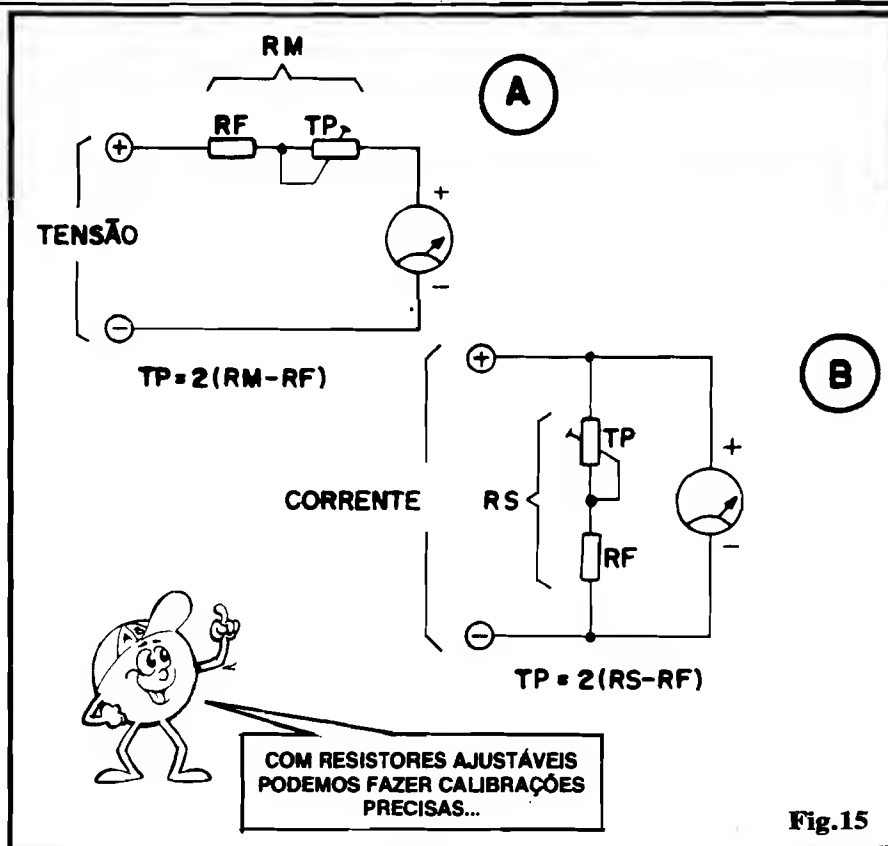 RM
A
RF TP
+
TENSÃO
+
-
-
TP = 2(RM-RF)
+
B
TP
+
CORRENTE
RS
-
RF
-
TP = 2(RS-RF)
COM RESISTORES AJUSTÁVEIS
PODEMOS FAZER CALIBRAÇÕES
PRECISAS...
Fig.15